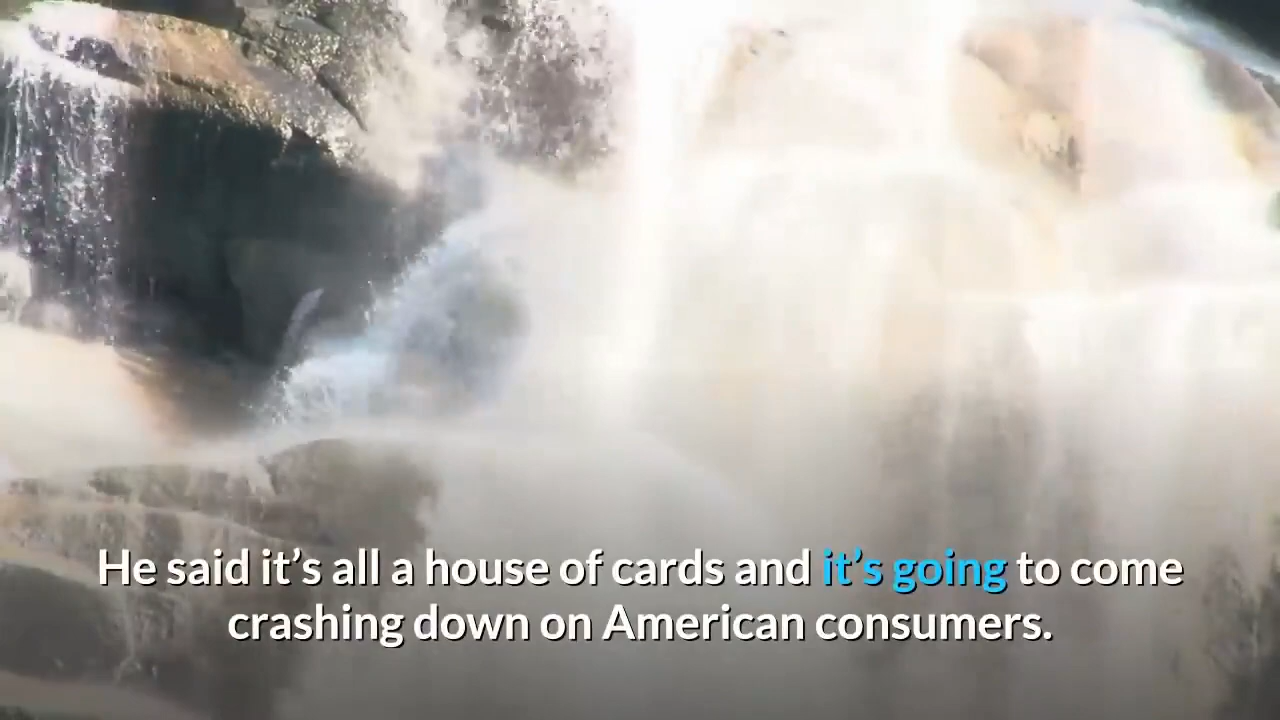 He said it’s all a house of cards and it’s going to come
crashing down on American consumers.